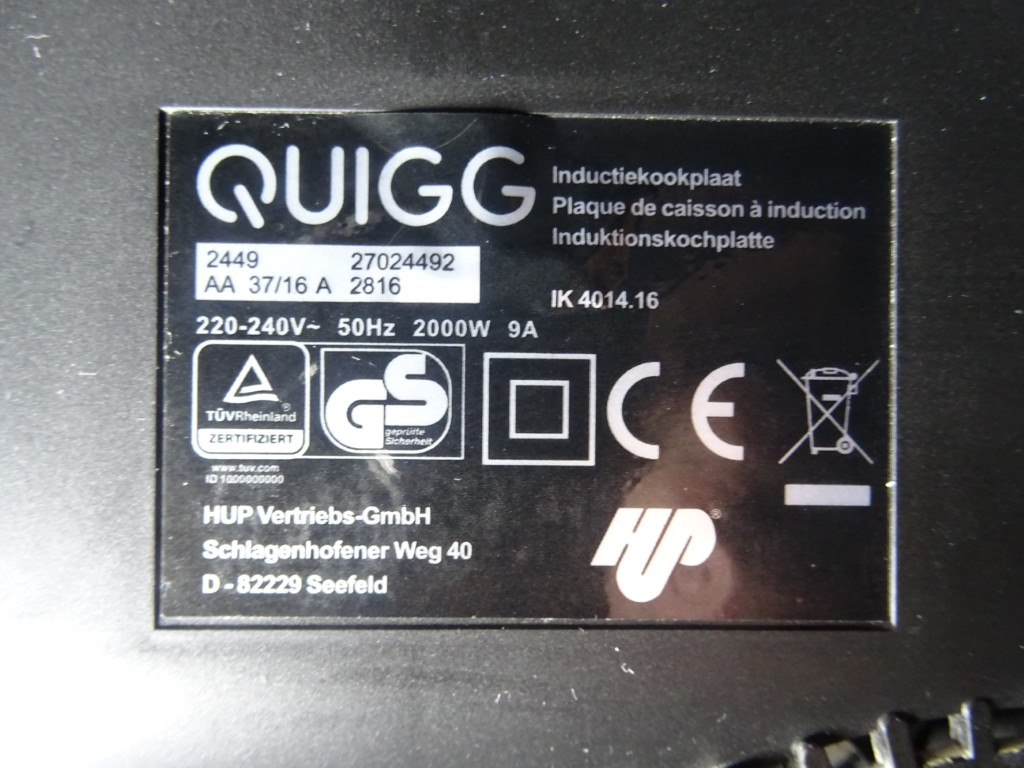 QUIGG
Inductiekookplaat
Plaque de caisson à induction
Induktionskochplatte
2449 27024492
AA 37/16 A 2816
IK 4014.16
220-240V~ 50Hz 2000W 9A
TÜVRheinland®
ZERTIFIZIERT
GS
geprüfte
Sicherheit
CE
www.tuv.com
ID 1000000000
HUP Vertriebs-GmbH
Schlagenhofener Weg 40
D - 82229 Seefeld
HUP®